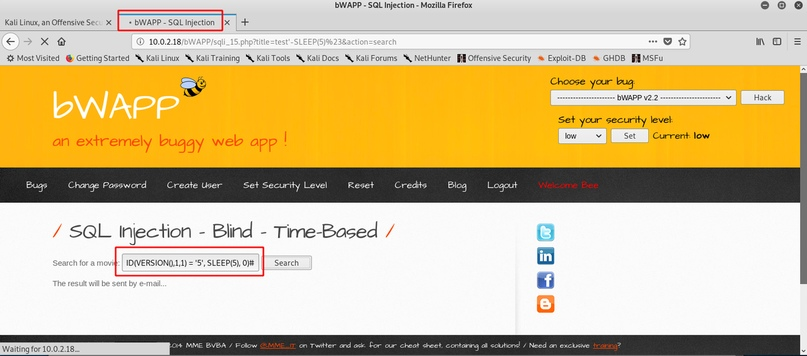 bWAPP - SQL Injection - Mozilla Firefox
Kali Linux, an Offensive Sec
bWAPP - SQL Injection
10.0.2.18/bWAPP/sqli_15.php?title=test'-SLEEP(5)%23&action=search
Search
Most Visited Getting Started Kali Linux Kali Training Kali Tools Kali Docs Kali Forums NetHunter Offensive Security Exploit-DB GHDB MSFu
bWAPP
an extremely buggy web app !
Choose your bug:
---------------------- bWAPP v2.2 ----------------------- Hack
Set your security level:
low Set Current: low
Bugs Change Password Create User Set Security Level Reset Credits Blog Logout Welcome Bee
/ SQL Injection - Blind - Time-Based /
Search for a movie: ID(VERSION(),1,1) = '5', SLEEP(5), 0)# Search
The result will be sent by e-mail...
Waiting for 10.0.2.18...
2014 MME BVBA / Follow @MME_IT on Twitter and ask for our cheat sheet, containing all solutions! / Need an exclusive training?